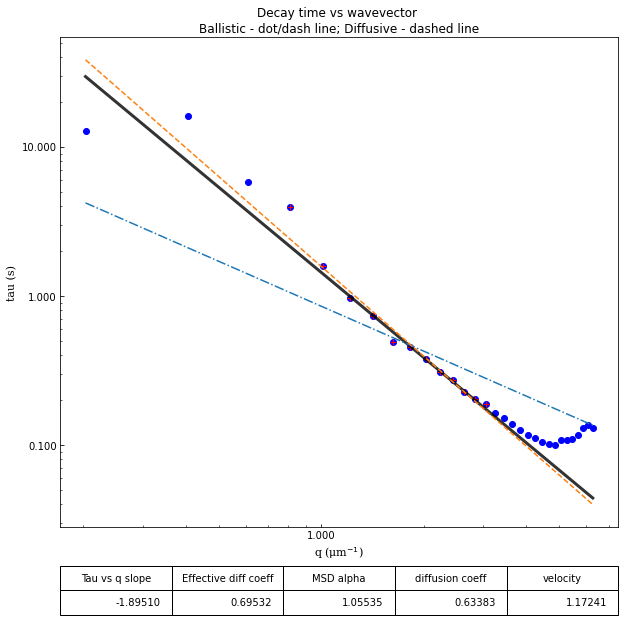 Decay time vs wavevector
Ballistic - dot/dash line; Diffusive - dashed line
10.000
1.000
0.100
tau (s)
1.000
q (μm⁻¹)
Tau vs q slope Effective diff coeff MSD alpha diffusion coeff velocity
-1.89510 0.69532 1.05535 0.63383 1.17241